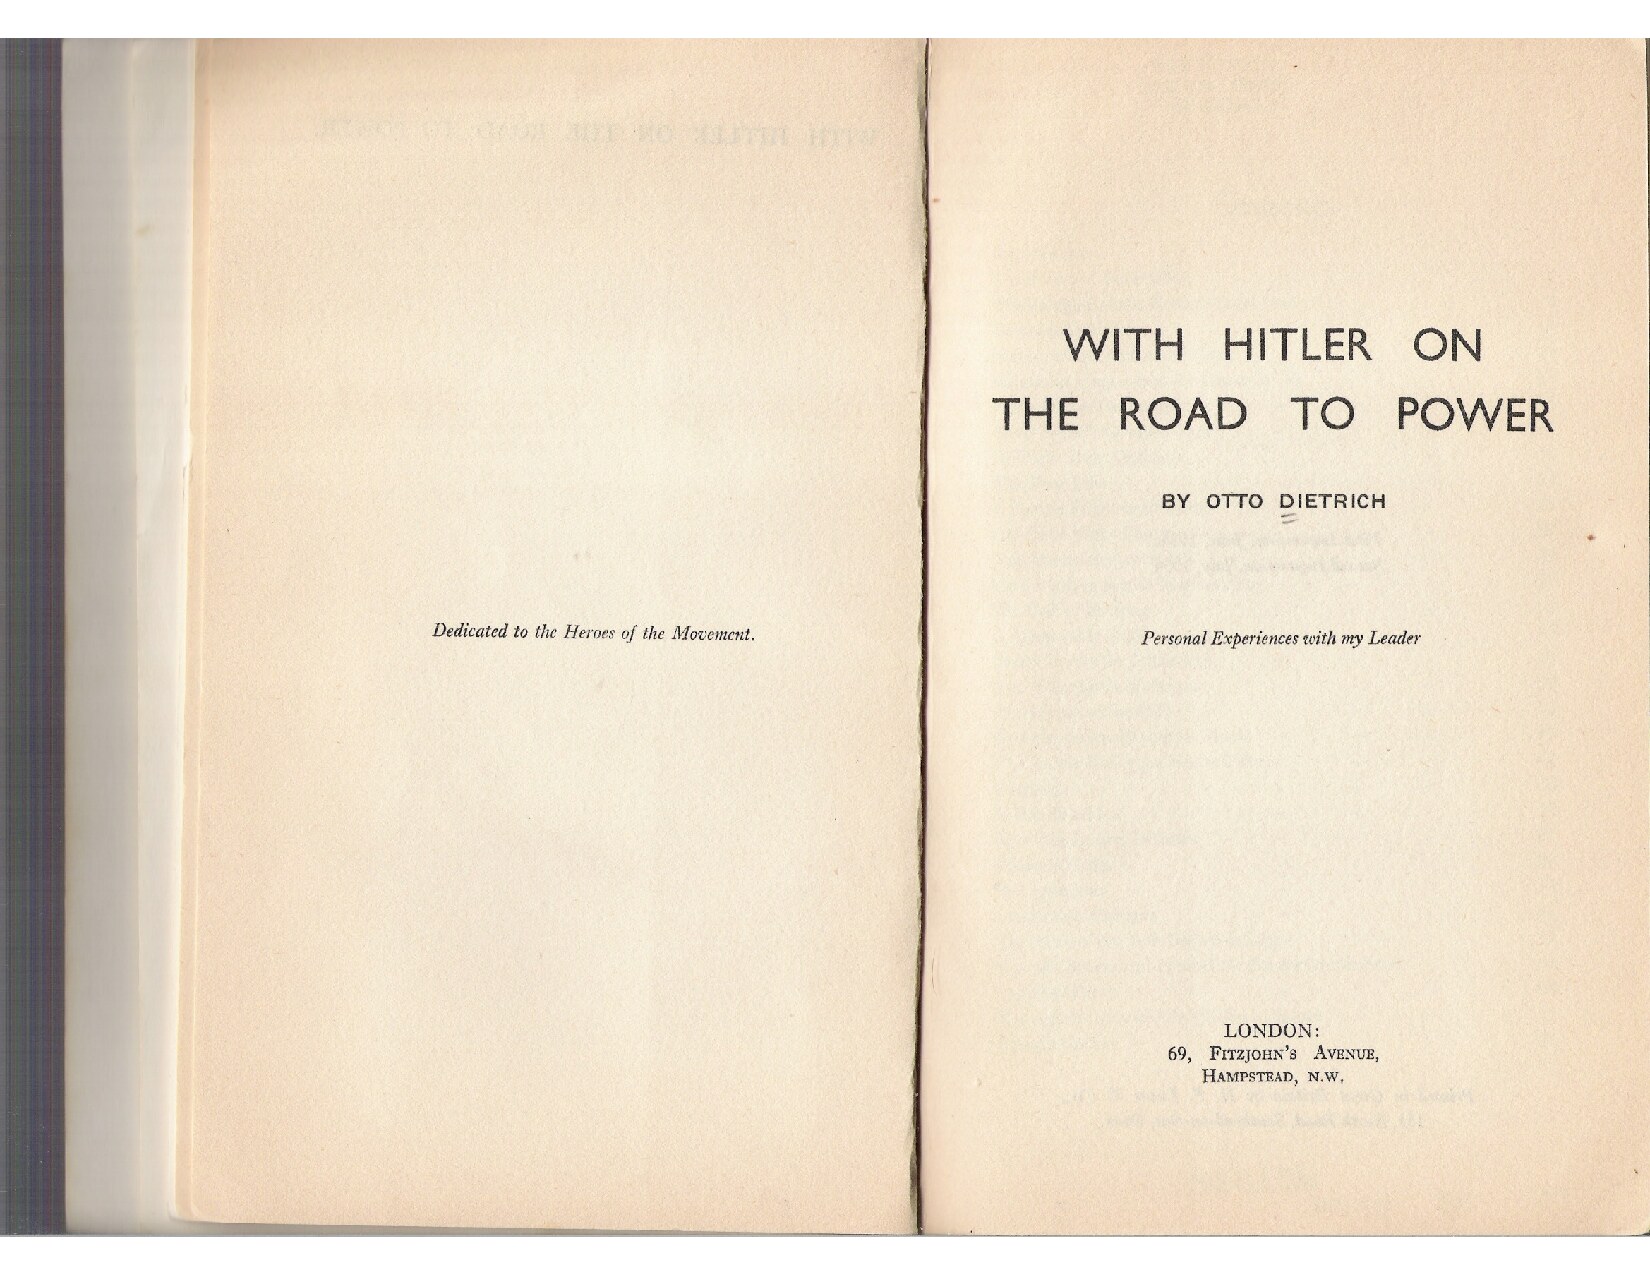 Dedicated to the Heroes of the Movement.
WITH HITLER ON
THE ROAD TO POWER
BY OTTO DIETRICH
Personal Experiences with my Leader
LONDON:
69, FITZJOHN'S AVENUE,
HAMPSTEAD, N.W.